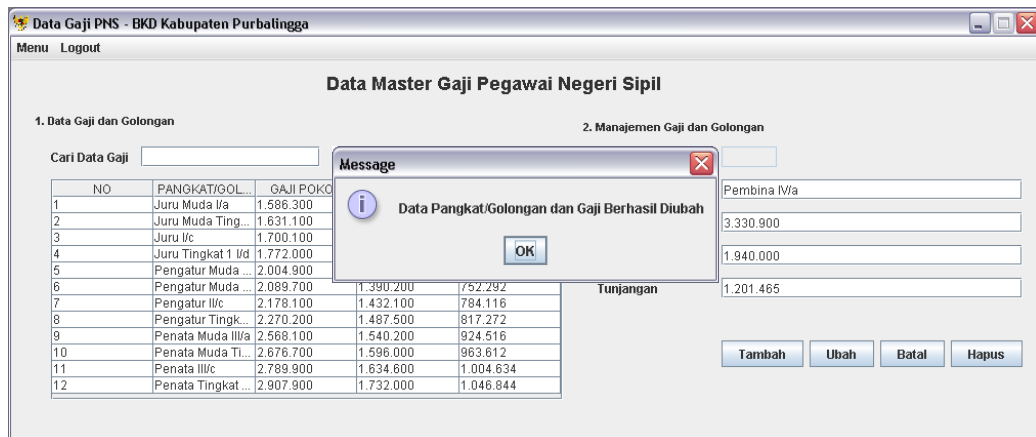 Data Gaji PNS - BKD Kabupaten Purbalingga
Menu Logout
Data Master Gaji Pegawai Negeri Sipil
1. Data Gaji dan Golongan
2. Manajemen Gaji dan Golongan
Cari Data Gaji
Message
Data Pangkat/Golongan dan Gaji Berhasil Diubah
OK
NO PANGKAT/GOL... GAJI POKO
1 Juru Muda I/a 1.586.300
2 Juru Muda Ting... 1.631.100
3 Juru I/c 1.700.100
4 Juru Tingkat 1 I/d 1.772.000
5 Pengatur Muda ... 2.004.900
6 Pengatur Muda ... 2.089.700 1.390.200 752.292
7 Pengatur II/c 2.178.100 1.432.100 784.116
8 Pengatur Tingk... 2.270.200 1.487.500 817.272
9 Penata Muda III/a 2.568.100 1.540.200 924.516
10 Penata Muda Ti... 2.676.700 1.596.000 963.612
11 Penata III/c 2.789.900 1.634.600 1.004.634
12 Penata Tingkat ... 2.907.900 1.732.000 1.046.844
Pembina IV/a
3.330.900
1.940.000
Tunjangan 1.201.465
Tambah Ubah Batal Hapus